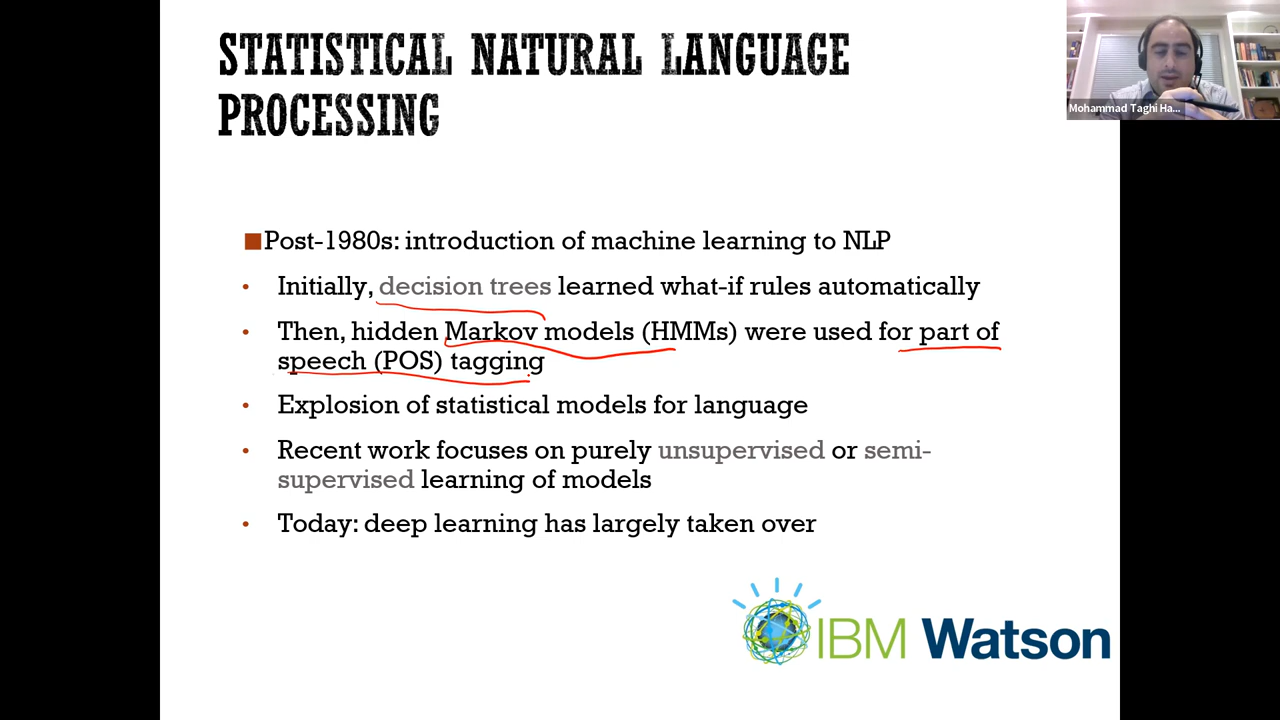 STATISTICAL NATURAL LANGUAGE
PROCESSING
Mohammad Taghi Ha...
■Post-1980s: introduction of machine learning to NLP
• Initially, decision trees learned what-if rules automatically
• Then, hidden Markov models (HMMs) were used for part of
speech (POS) tagging
• Explosion of statistical models for language
• Recent work focuses on purely unsupervised or semi-
supervised learning of models
• Today: deep learning has largely taken over
IBM Watson